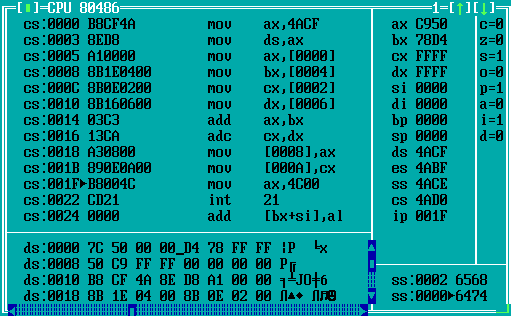 [■]=CPU 80486 1=[↑][↓]
cs:0000 B8CF4A mov ax,4ACF
cs:0003 8ED8 mov ds,ax
cs:0005 A10000 mov ax,[0000]
cs:0008 8B1E0400 mov bx,[0004]
cs:000C 8B0E0200 mov cx,[0002]
cs:0010 8B160600 mov dx,[0006]
cs:0014 03C3 add ax,bx
cs:0016 13CA adc cx,dx
cs:0018 A30800 mov [0008],ax
cs:001B 890E0A00 mov [000A],cx
cs:001F►B8004C mov ax,4C00
cs:0022 CD21 int 21
cs:0024 0000 add [bx+si],al
ds:0000 7C 50 00 00 D4 78 FF FF |P ╘x
ds:0008 50 C9 FF FF 00 00 00 00 P╔
ds:0010 B8 CF 4A 8E D8 A1 00 00 ╕╧JO╪б
ds:0018 8B 1E 04 00 8B 0E 02 00
ax C950 c=0
bx 78D4 z=0
cx FFFF s=1
dx FFFF o=0
si 0000 p=1
di 0000 a=0
bp 0000 i=1
sp 0000 d=0
ds 4ACF
es 4ABF
ss 4ACE
cs 4AD0
ip 001F
ss:0002 6568
ss:0000►6474